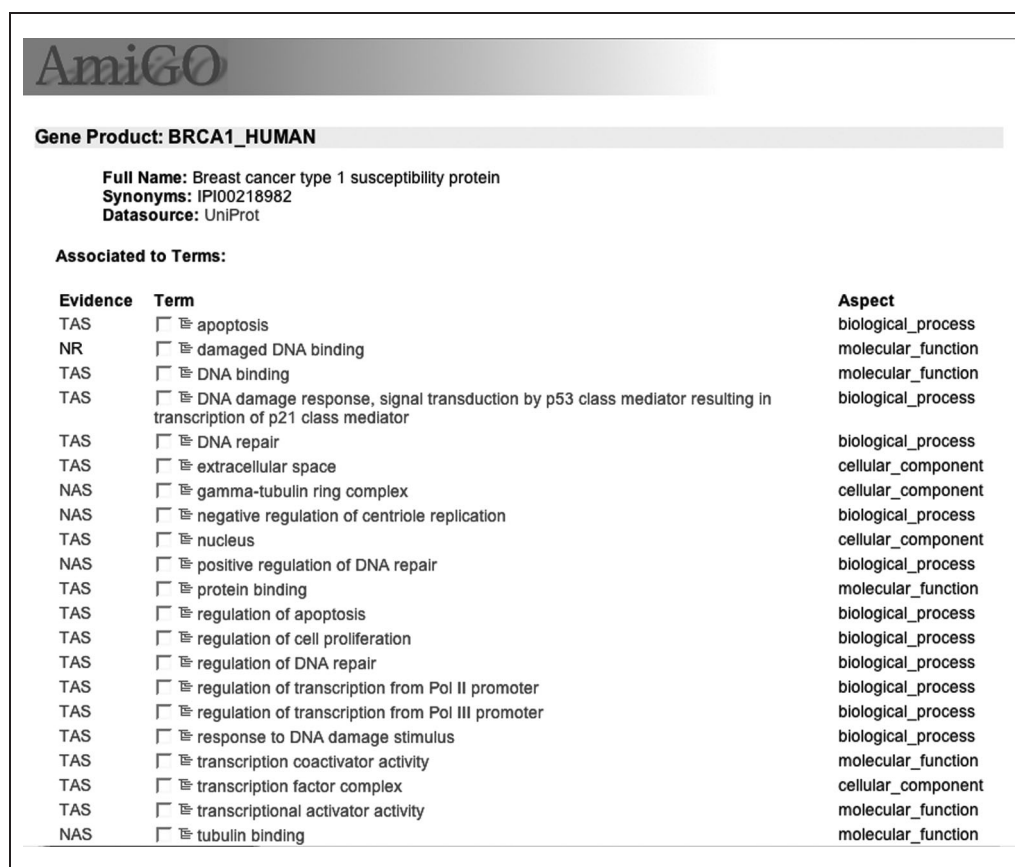 AmiGO
Gene Product: BRCA1_HUMAN
Full Name: Breast cancer type 1 susceptibility protein
Synonyms: IPI00218982
Datasource: UniProt
Associated to Terms:
Evidence Term Aspect
TAS apoptosis biological_process
NR damaged DNA binding molecular_function
TAS DNA binding molecular_function
TAS DNA damage response, signal transduction by p53 class mediator resulting in biological_process
transcription of p21 class mediator
TAS DNA repair biological_process
TAS extracellular space cellular_component
NAS gamma-tubulin ring complex cellular_component
NAS negative regulation of centriole replication biological_process
TAS nucleus cellular_component
NAS positive regulation of DNA repair biological_process
TAS protein binding molecular_function
TAS regulation of apoptosis biological_process
TAS regulation of cell proliferation biological_process
TAS regulation of DNA repair biological_process
TAS regulation of transcription from Pol II promoter biological_process
TAS regulation of transcription from Pol III promoter biological_process
TAS response to DNA damage stimulus biological_process
TAS transcription coactivator activity molecular_function
TAS transcription factor complex cellular_component
TAS transcriptional activator activity molecular_function
NAS tubulin binding molecular_function